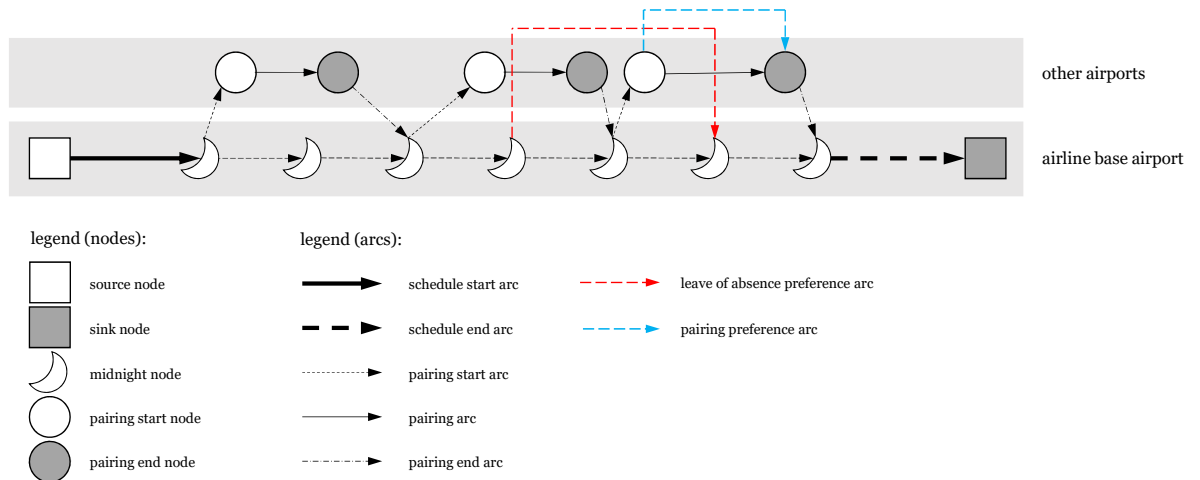 other airports
airline base airport
legend (nodes):
legend (arcs):
source node
schedule start arc
leave of absence preference arc
sink node
schedule end arc
pairing preference arc
midnight node
pairing start arc
pairing start node
pairing arc
pairing end node
pairing end arc